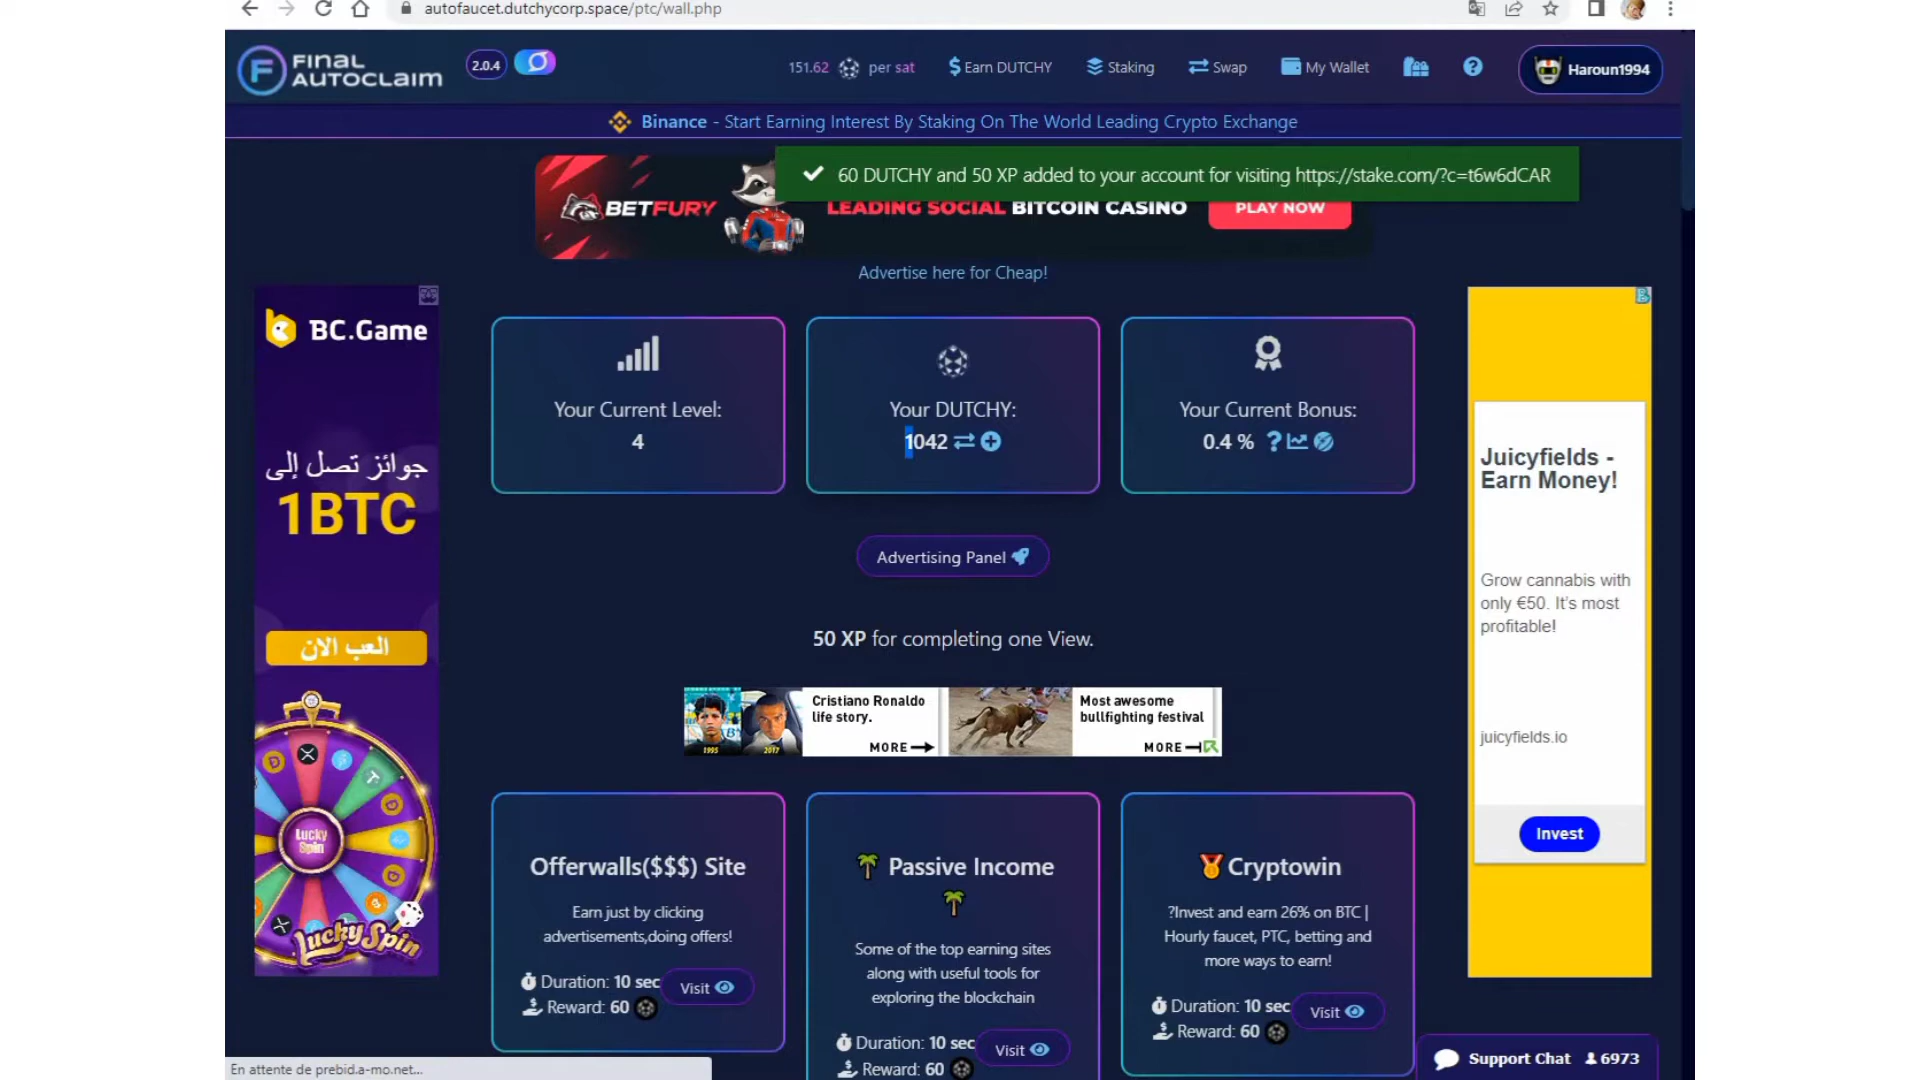 autofaucet.dutchycorp.space/ptc/wall.php
FINAL
AUTOCLAIM
2.0.4
151.62 per sat
Earn DUTCHY
Staking
Swap
My Wallet
Haroun1994
Binance - Start Earning Interest By Staking On The World Leading Crypto Exchange
60 DUTCHY and 50 XP added to your account for visiting https://stake.com/?c=t6w6dCAR
BETFURY
LEADING SOCIAL BITCOIN CASINO
PLAY NOW
Advertise here for Cheap!
BC.Game
جوائز تصل إلى
1BTC
العب الان
Lucky
Spin
Lucky Spin
Your Current Level:
4
Your DUTCHY:
1042
Your Current Bonus:
0.4 %
Advertising Panel
50 XP for completing one View.
Cristiano Ronaldo
life story.
MORE
1995
2017
Most awesome
bullfighting festival
MORE
Juicyfields -
Earn Money!
Grow cannabis with
only €50. It's most
profitable!
juicyfields.io
Invest
Offerwalls($$$) Site
Earn just by clicking
advertisements,doing offers!
Duration: 10 sec
Reward: 60
Visit
Passive Income
Some of the top earning sites
along with useful tools for
exploring the blockchain
Duration: 10 sec
Reward: 60
Visit
Cryptowin
?Invest and earn 26% on BTC |
Hourly faucet, PTC, betting and
more ways to earn!
Duration: 10 sec
Reward: 60
Visit
Support Chat 6973
En attente de prebid.a-mo.net...